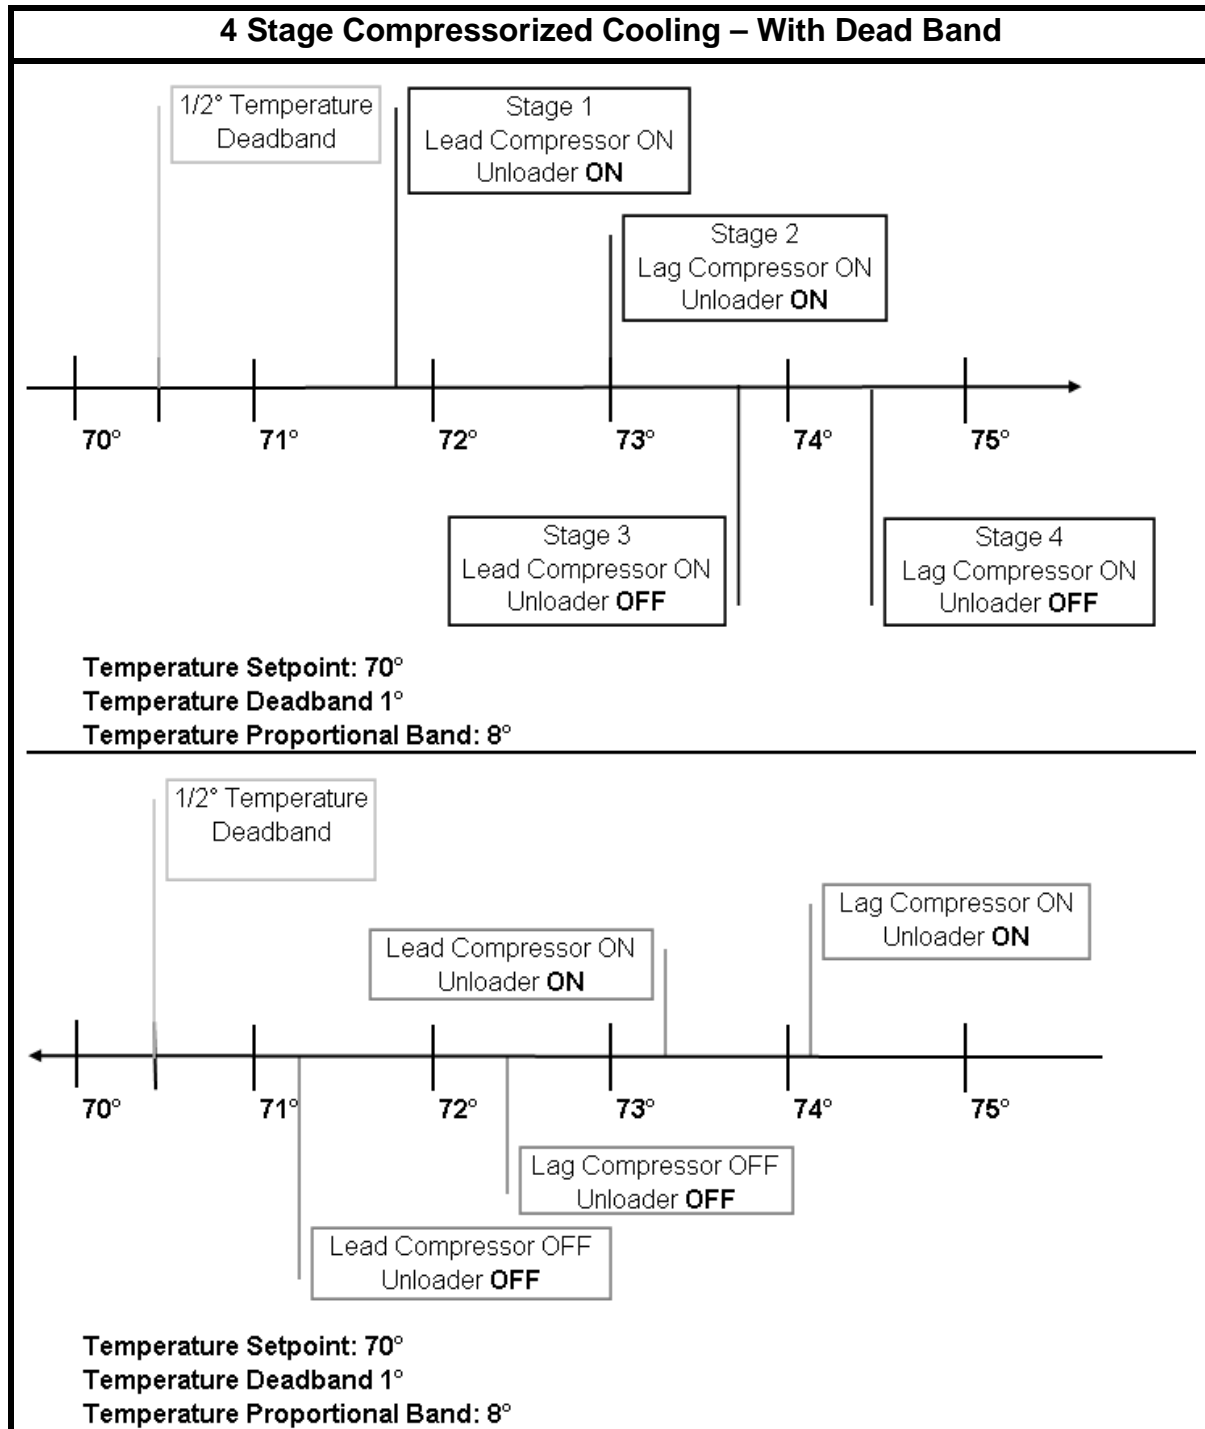 4 Stage Compressorized Cooling – With Dead Band
1/2° Temperature
Deadband
Stage 1
Lead Compressor ON
Unloader ON
Stage 2
Lag Compressor ON
Unloader ON
70°
71°
72°
73°
74°
75°
Stage 3
Lead Compressor ON
Unloader OFF
Stage 4
Lag Compressor ON
Unloader OFF
Temperature Setpoint: 70°
Temperature Deadband 1°
Temperature Proportional Band: 8°
1/2° Temperature
Deadband
Lag Compressor ON
Unloader ON
Lead Compressor ON
Unloader ON
70°
71°
72°
73°
74°
75°
Lag Compressor OFF
Unloader OFF
Lead Compressor OFF
Unloader OFF
Temperature Setpoint: 70°
Temperature Deadband 1°
Temperature Proportional Band: 8°